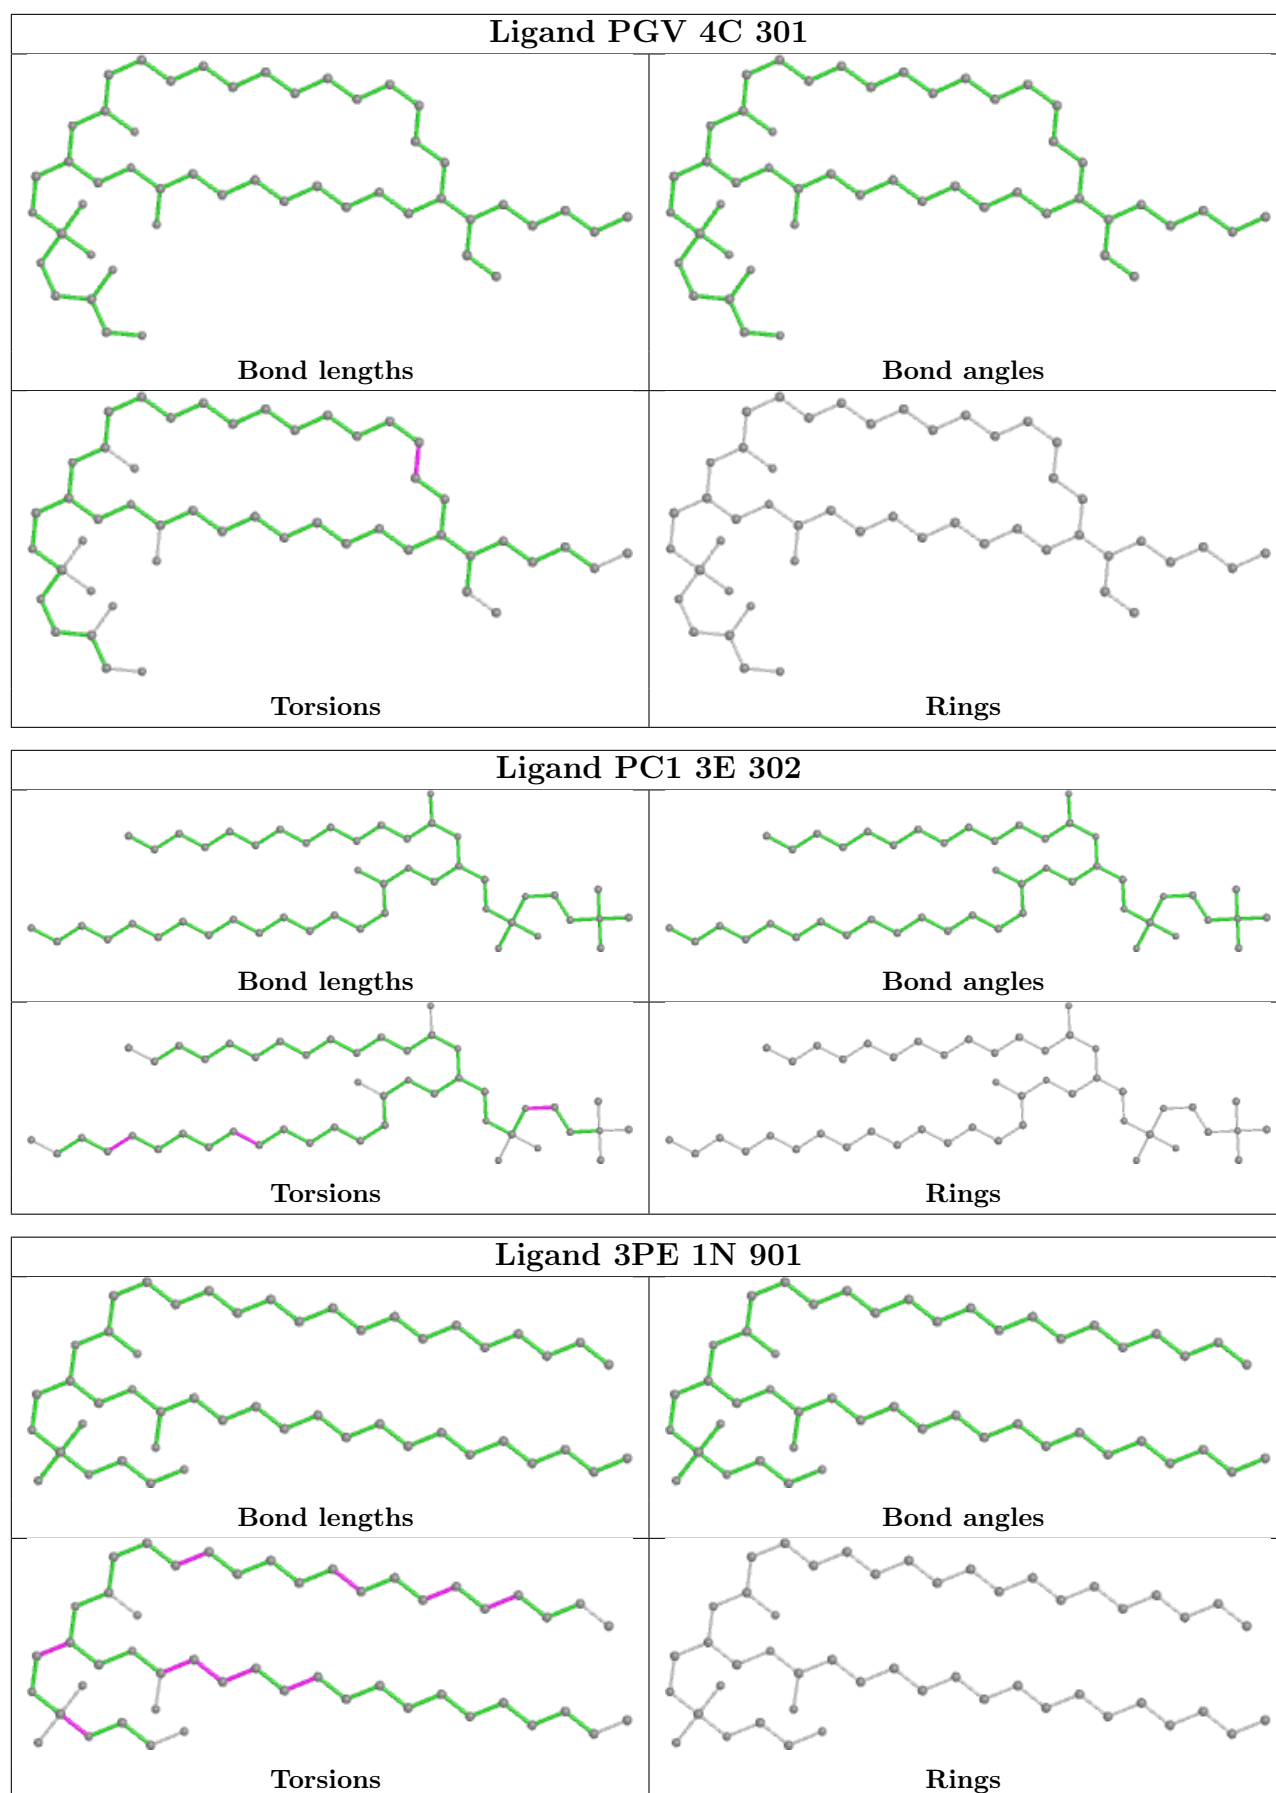 Ligand PGV 4C 301
Bond lengths
Bond angles
Torsions
Rings
Ligand PC1 3E 302
Bond lengths
Bond angles
Torsions
Rings
Ligand 3PE 1N 901
Bond lengths
Bond angles
Torsions
Rings